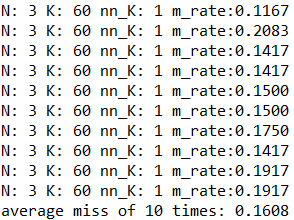 N: 3 K: 60 nn_K: 1 m_rate:0.1167
N: 3 K: 60 nn_K: 1 m_rate:0.2083
N: 3 K: 60 nn_K: 1 m_rate:0.1417
N: 3 K: 60 nn_K: 1 m_rate:0.1417
N: 3 K: 60 nn_K: 1 m_rate:0.1500
N: 3 K: 60 nn_K: 1 m_rate:0.1500
N: 3 K: 60 nn_K: 1 m_rate:0.1750
N: 3 K: 60 nn_K: 1 m_rate:0.1417
N: 3 K: 60 nn_K: 1 m_rate:0.1917
N: 3 K: 60 nn_K: 1 m_rate:0.1917
average miss of 10 times: 0.1608